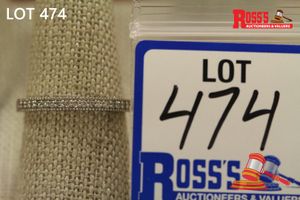 LOT 474
ROSS'S
AUCTIONEERS & VALUERS
LOT
474
ROSS'S
AUCTIONEERS & VALUERS